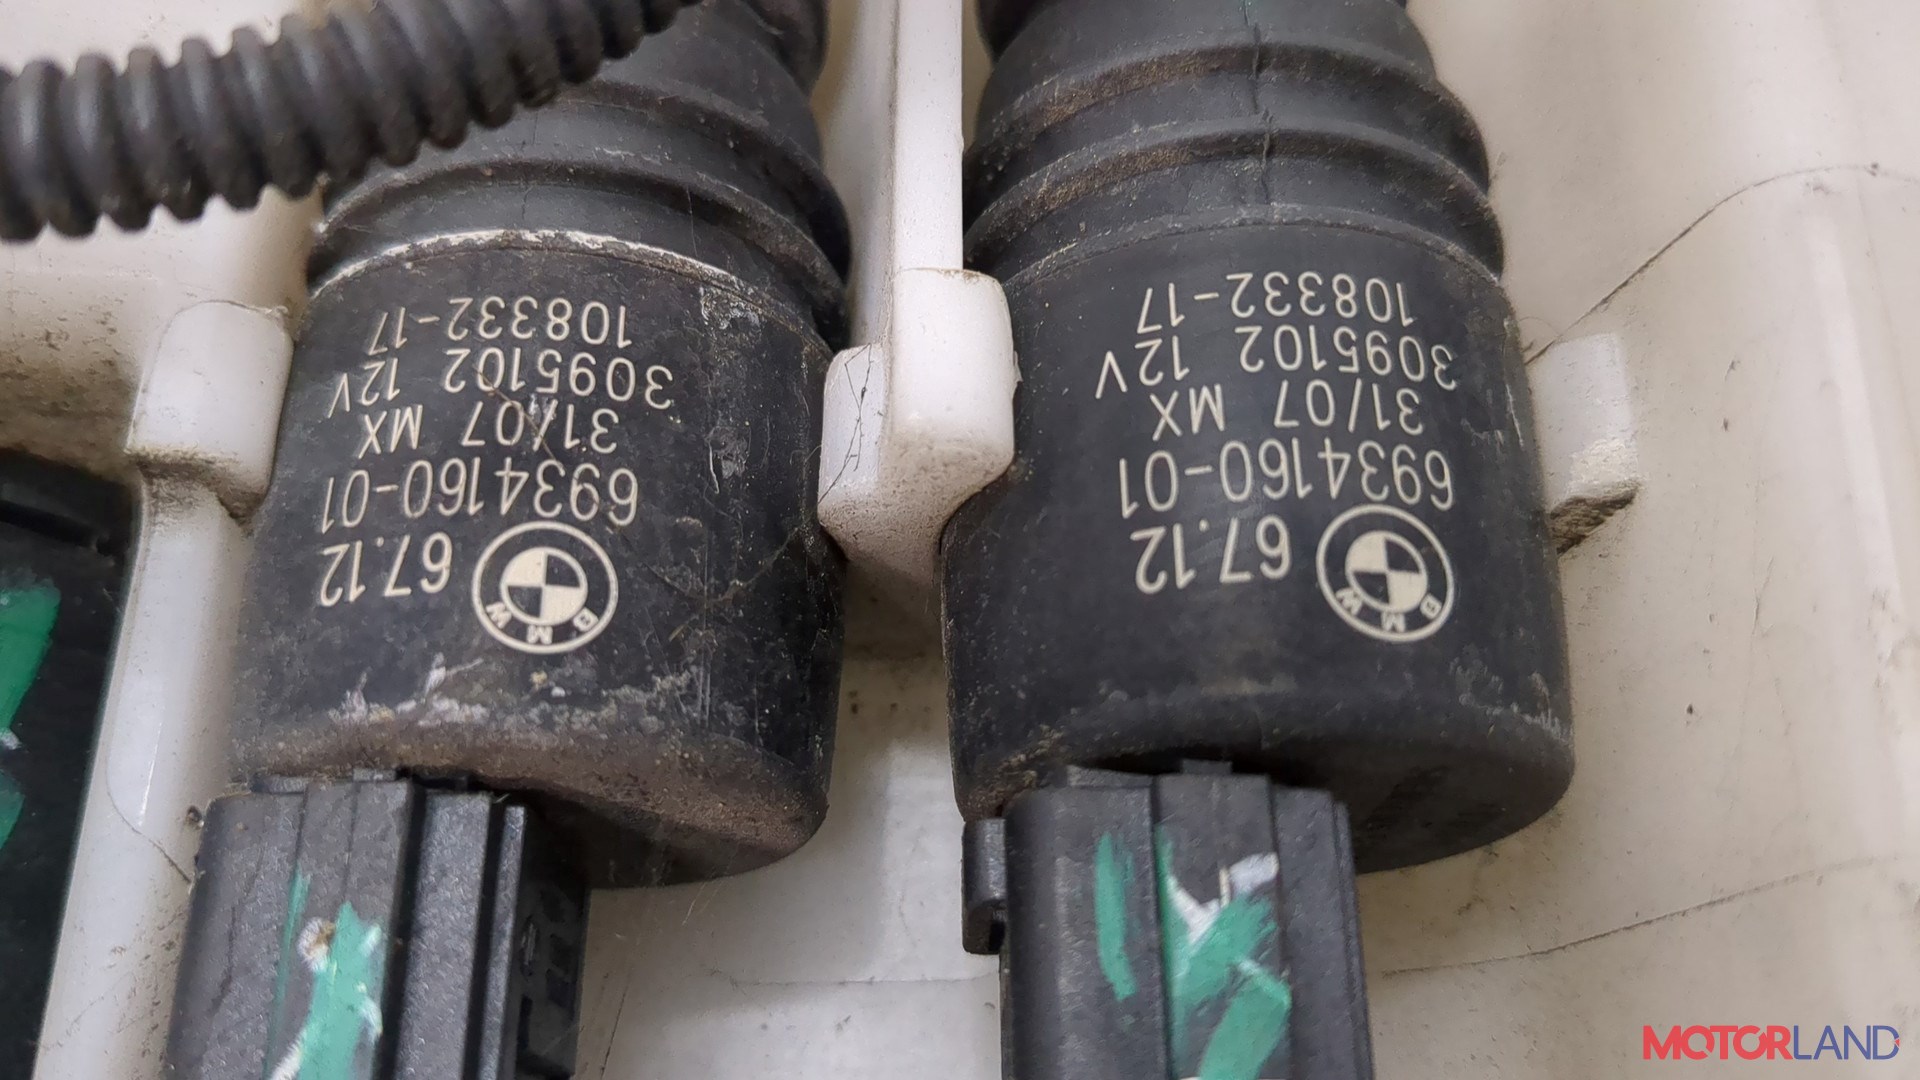 BMW 67.12
6934160-01
31/07 MX
3095102 12V
108332-17
BMW 67.12
6934160-01
31/07 MX
3095102 12V
108332-17
MOTORLAND